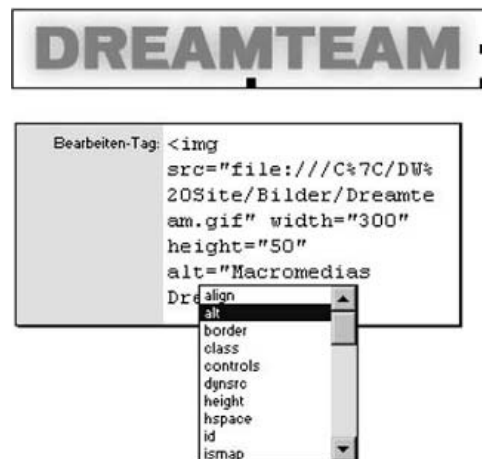 DREAMTEAM
Bearbeiten-Tag: <img
src="file:///C%7C/DW%
20Site/Bilder/Dreamte
am.gif" width="300"
height="50"
alt="Macromedias
Dre
align
alt
border
class
controls
dynsrc
height
hspace
id
ismap